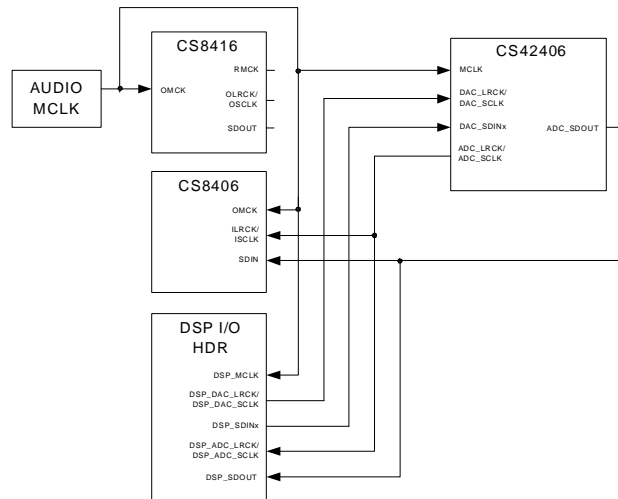 CS8416
RMCK
OMCK
OLRCK/
OSCLK
SDOUT
AUDIO
MCLK
CS42406
MCLK
DAC_LRCK/
DAC_SCLK
DAC_SDINx
ADC_SDOUT
ADC_LRCK/
ADC_SCLK
CS8406
OMCK
ILRCK/
ISCLK
SDIN
DSP I/O
HDR
DSP_MCLK
DSP_DAC_LRCK/
DSP_DAC_SCLK
DSP_SDINx
DSP_ADC_LRCK/
DSP_ADC_SCLK
DSP_SDOUT